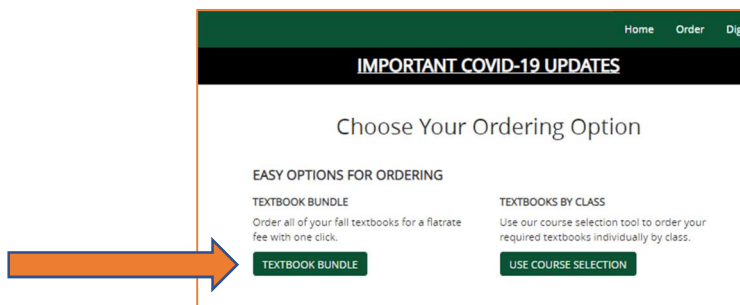 Home Order Dig
IMPORTANT COVID-19 UPDATES
Choose Your Ordering Option
EASY OPTIONS FOR ORDERING
TEXTBOOK BUNDLE
Order all of your fall textbooks for a flatrate
fee with one click.
TEXTBOOK BUNDLE
TEXTBOOKS BY CLASS
Use our course selection tool to order your
required textbooks individually by class.
USE COURSE SELECTION